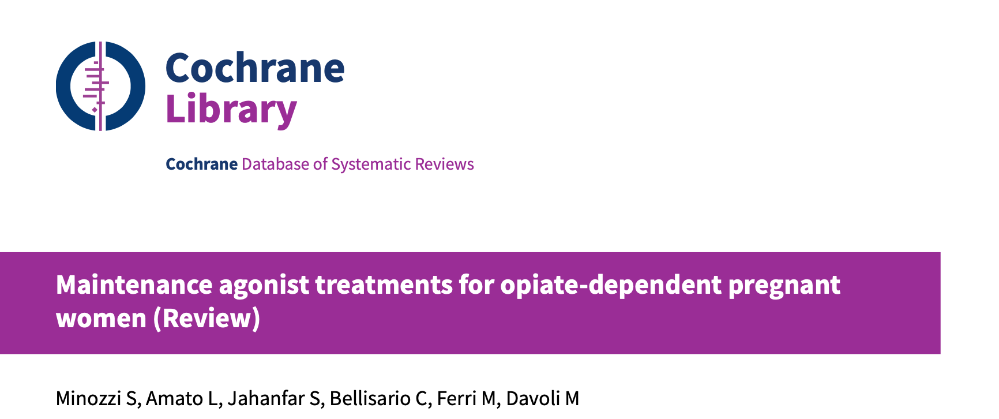 Cochrane
Library
Cochrane Database of Systematic Reviews
Maintenance agonist treatments for opiate-dependent pregnant
women (Review)
Minozzi S, Amato L, Jahanfar S, Bellisario C, Ferri M, Davoli M